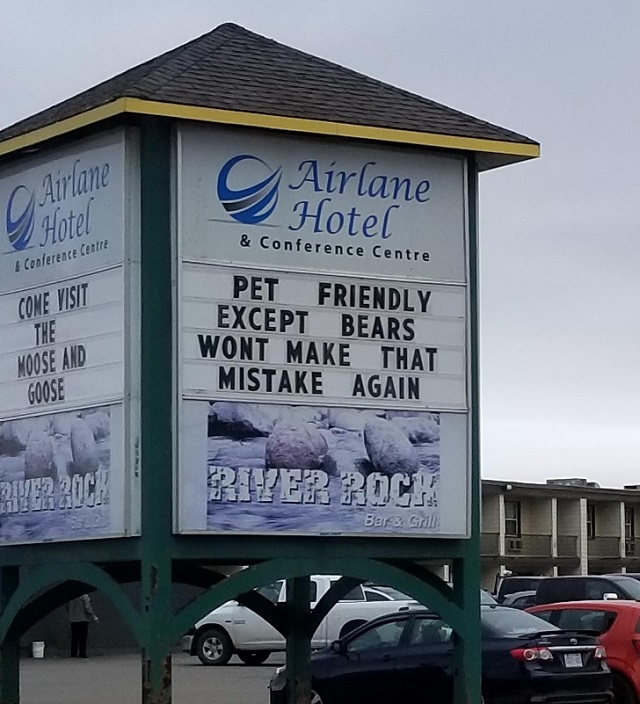 Airlane
Hotel
& Conference Centre
COME VISIT
THE
MOOSE AND
GOOSE
RIVER ROCK
Airlane
Hotel
& Conference Centre
PET FRIENDLY
EXCEPT BEARS
WONT MAKE THAT
MISTAKE AGAIN
RIVER ROCK
Bar & Grill